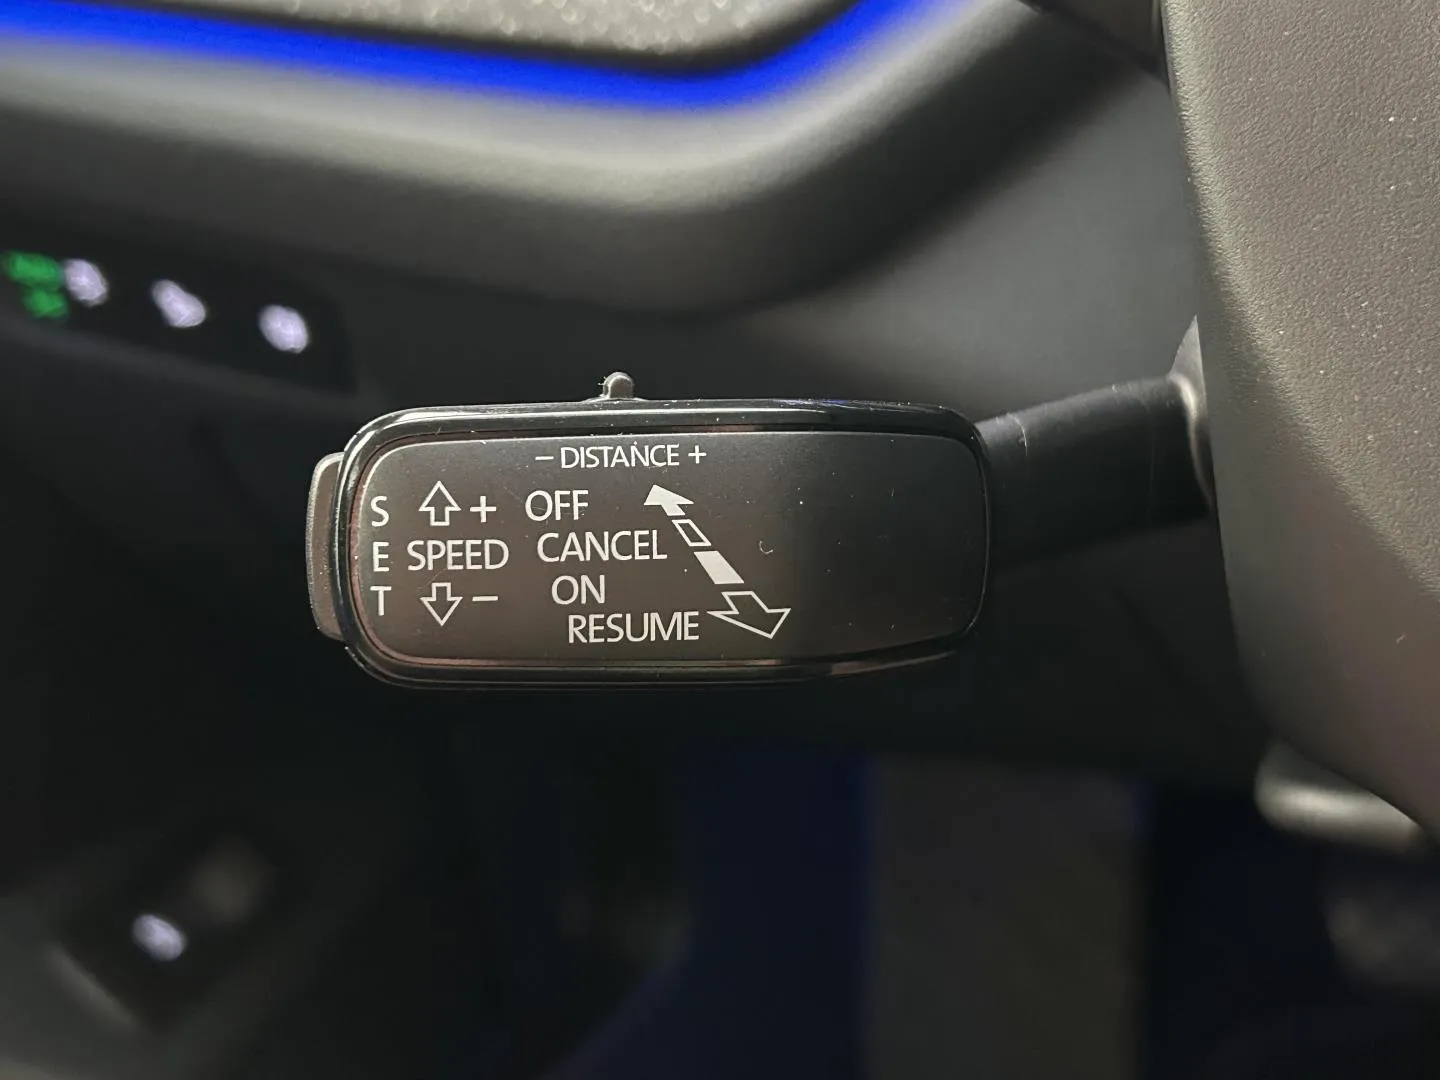 – DISTANCE +
S + OFF
E SPEED CANCEL
T – ON
RESUME